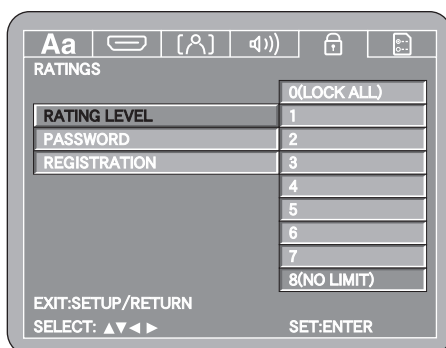 Aa
RATINGS
0(LOCK ALL)
RATING LEVEL 1
PASSWORD 2
REGISTRATION 3
4
5
6
7
8(NO LIMIT)
EXIT:SETUP/RETURN
SELECT: ▲▼◄► SET:ENTER